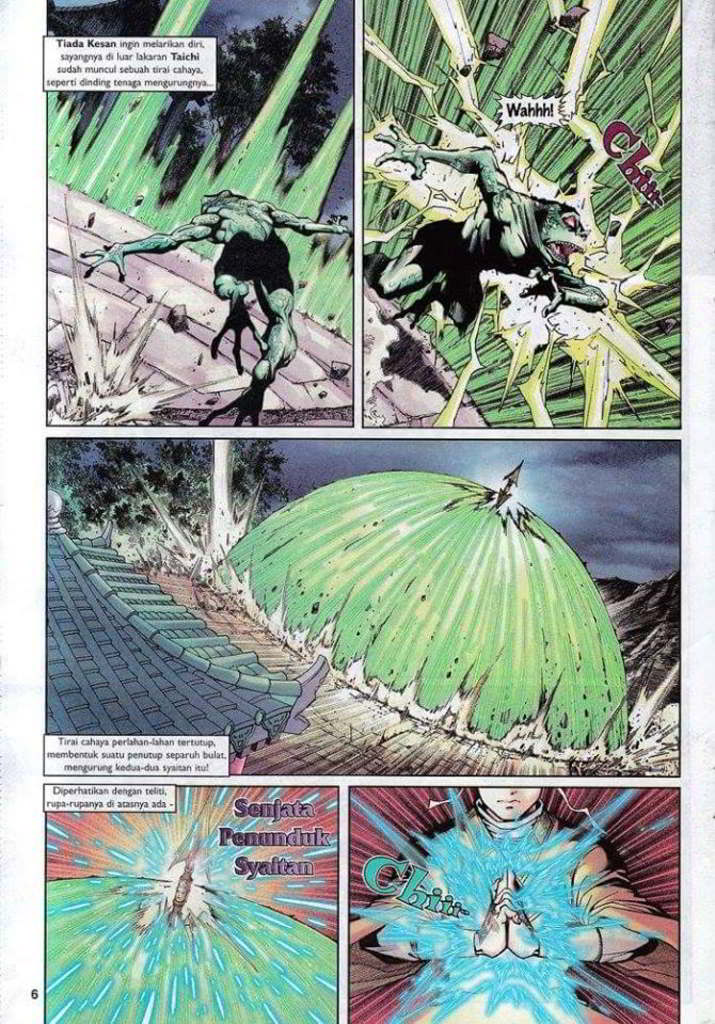 Tiada Kesan ingin melarikan diri,
sayangnya di luar lakaran Taichi
sudah muncul sebuah tirai cahaya,
seperti dinding tenaga mengurungnya...
Wahhh!
Chiii-
Tirai cahaya perlahan-lahan tertutup,
membentuk suatu penutup separuh bulat,
mengurung kedua-dua syaitan itu!
Diperhatikan dengan teliti,
rupa-rupanya di atasnya ada -
Senjata
Penunduk
Syaitan
Chiii-
6